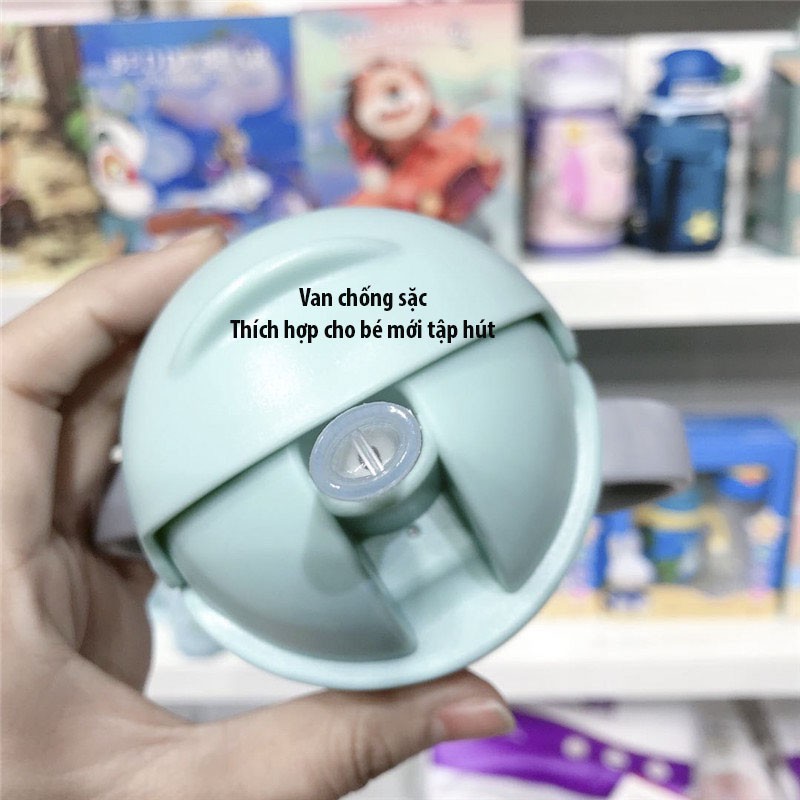 Van chống sặc
Thích hợp cho bé mới tập hút